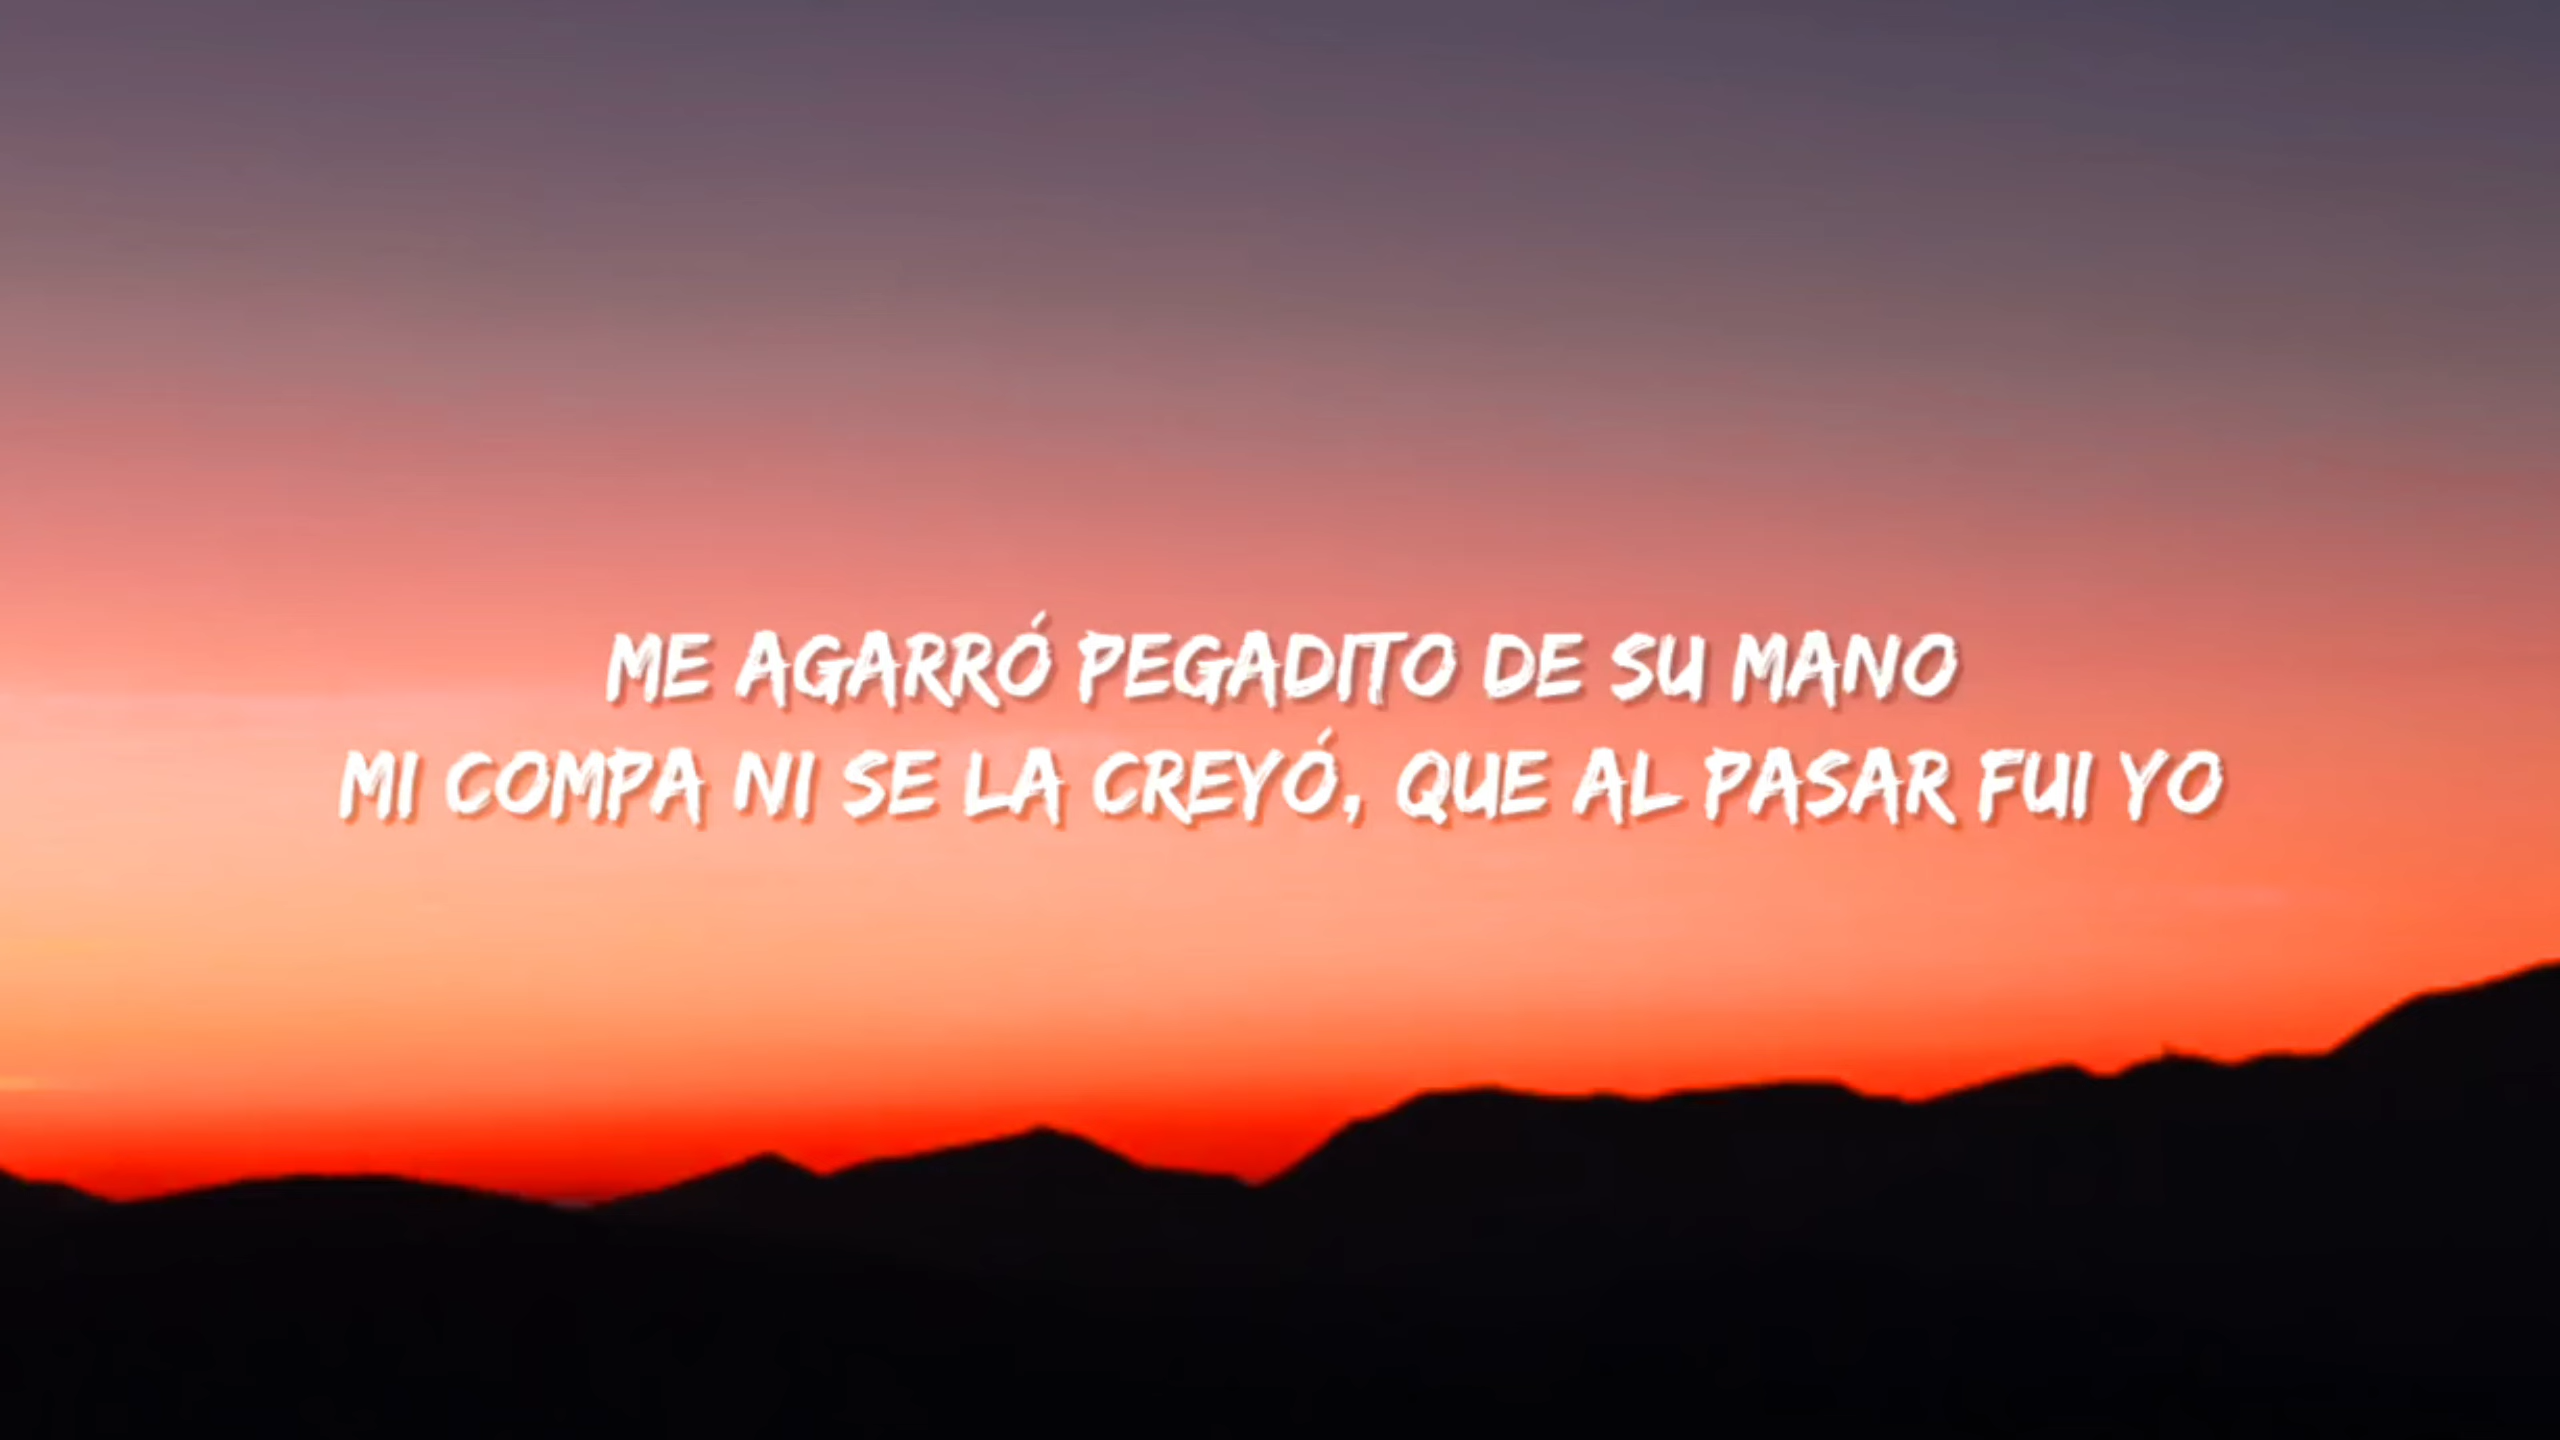 ME AGARRÓ PEGADITO DE SU MANO
MI COMPA NI SE LA CREYÓ, QUE AL PASAR FUI YO